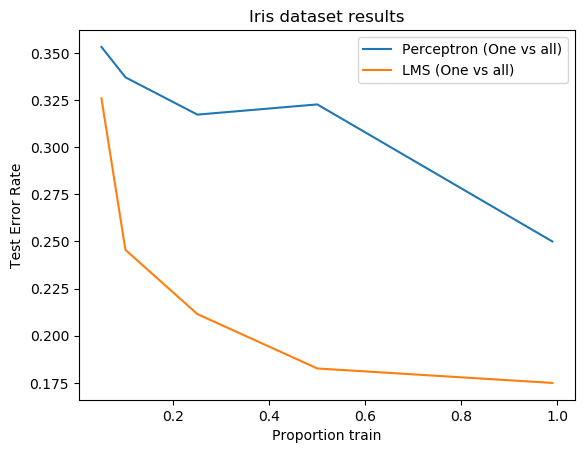 Iris dataset results
Perceptron (One vs all)
LMS (One vs all)
Test Error Rate
0.350
0.325
0.300
0.275
0.250
0.225
0.200
0.175
0.2
0.4
0.6
0.8
1.0
Proportion train